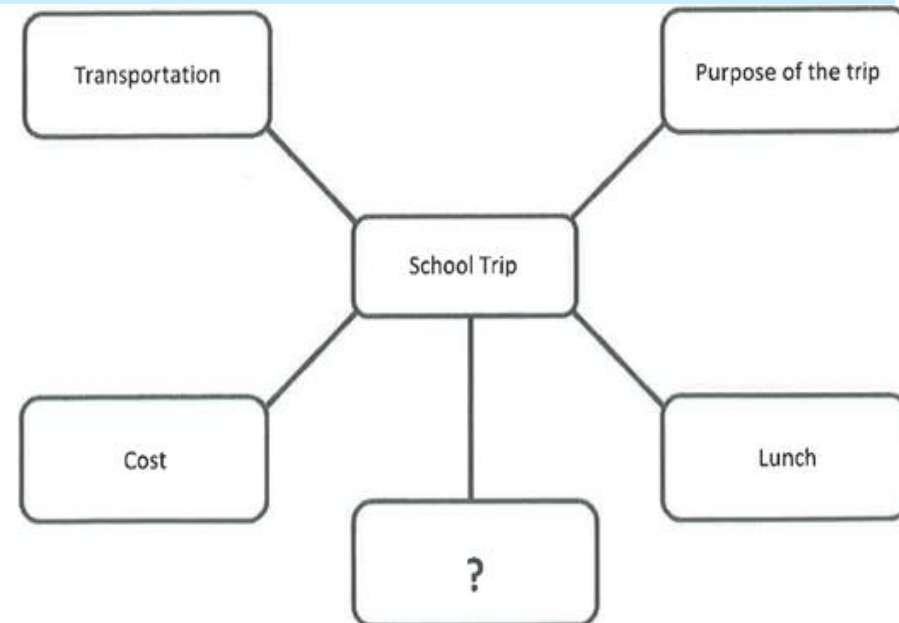 Transportation
Purpose of the trip
School Trip
Cost
Lunch
?